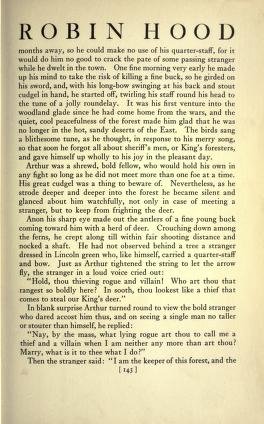 ROBIN HOOD
months away, so he could make no use of his quarter-staff, for it
would do him no good to crack the pate of some passing stranger
while he dwelt in the town. One fine morning very early he made
up his mind to take the risk of killing a fine buck, so he girded on
his sword, and, with his long-bow swinging at his back and stout
cudgel in hand, he started off, twirling his staff round his head to
the tune of a jolly roundelay. It was his first venture into the
woodland glade since he had come home from the wars, and the
quiet, cool peacefulness of the forest made him glad that he was
no longer in the hot, sandy deserts of the East. The birds sang
a blithesome tune, as he thought, in response to his merry song,
so that soon he forgot all about sheriff's men, or King's foresters,
and gave himself up wholly to his joy in the pleasant day.
Arthur was a shrewd, bold fellow, who would hold his own in
any fight so long as he did not meet more than one foe at a time.
His great cudgel was a thing to beware of. Nevertheless, as he
strode deeper and deeper into the forest he became silent and
glanced about him watchfully, not only in case of meeting a
stranger, but to keep from frighting the deer.
Anon his sharp eye made out the antlers of a fine young buck
coming toward him with a herd of deer. Crouching down among
the ferns, he crept along till within fair shooting distance and
nocked a shaft. He had not observed behind a tree a stranger
dressed in Lincoln green who, like himself, carried a quarter-staff
and bow. Just as Arthur tightened the string to let the arrow
fly, the stranger in a loud voice cried out:
"Hold, thou thieving rogue and villain! Who art thou that
rangest so boldly here? In sooth, thou lookest like a thief that
comes to steal our King's deer."
In blank surprise Arthur turned round to view the bold stranger
who dared accost him thus, and on seeing a single man no taller
or stouter than himself, he replied:
"Nay, by the mass, what lying rogue art thou to call me a
thief and a villain when I am neither any more than art thou?
Marry, what is it to thee what I do?"
Then the stranger said: "I am the keeper of this forest, and the
[145]